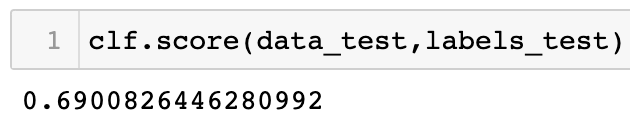 1 clf.score(data_test,labels_test)
0.6900826446280992